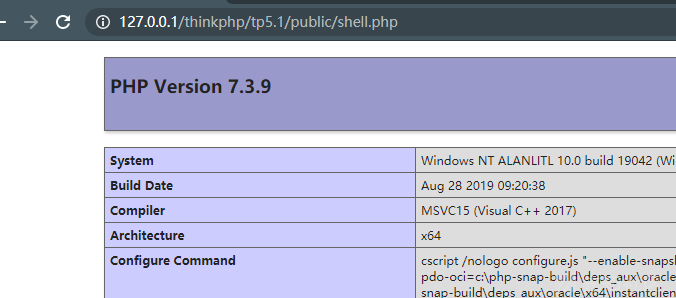 127.0.0.1/thinkphp/tp5.1/public/shell.php
PHP Version 7.3.9
System Windows NT ALANLITL 10.0 build 19042 (Wi
Build Date Aug 28 2019 09:20:38
Compiler MSVC15 (Visual C++ 2017)
Architecture x64
Configure Command cscript /nologo configure.js "--enable-snapsh
pdo-oci=c:\php-snap-build\deps_aux\oracle
snap-build\deps_aux\oracle\x64\instantclien